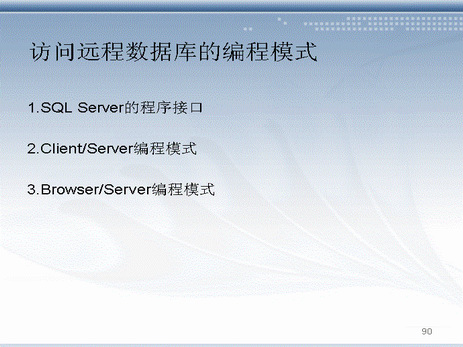 访问远程数据库的编程模式
1.SQL Server的程序接口
2.Client/Server编程模式
3.Browser/Server编程模式
90